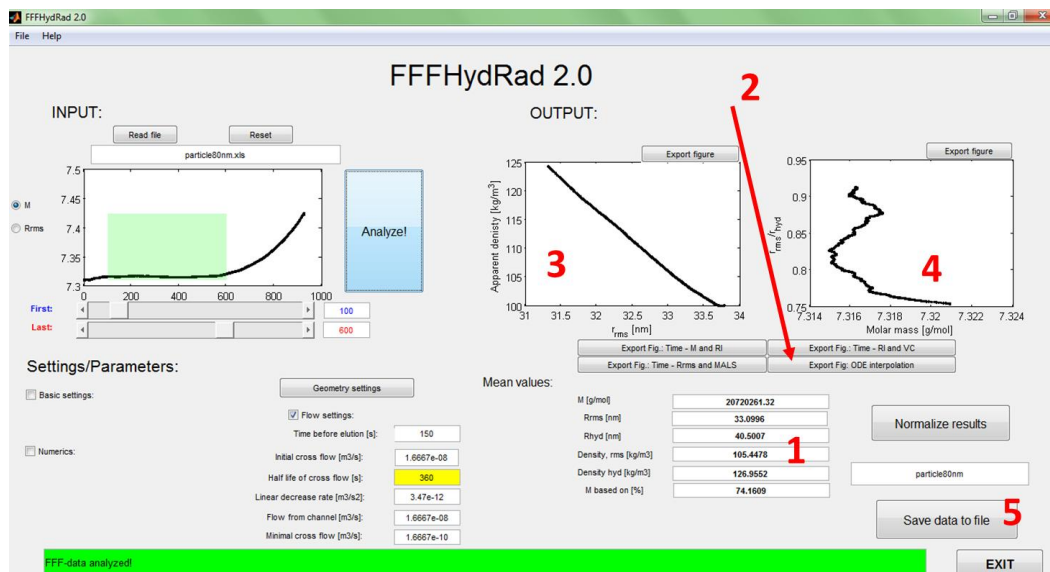 FFFHydRad 2.0
File Help
FFFHydRad 2.0
INPUT:
Read file
Reset
particle80nm.xls
M
Rrms
7.5
7.45
7.4
7.35
7.3
0 200 400 600 800 1000
First:
100
Last:
600
Analyze!
OUTPUT:
2
Export figure
125
120
115
110
105
100
Apparent denisty [kg/m3]
31 31.5 32 32.5 33 33.5 34
rrms [nm]
3
Export figure
0.95
0.9
0.85
0.8
0.75
rrms/rhyd
7.314 7.316 7.318 7.32 7.322 7.324
Molar mass [g/mol]
4
Export Fig.: Time - M and RI
Export Fig.: Time - RI and VC
Export Fig.: Time - Rrms and MALS
Export Fig: ODE interpolation
Settings/Parameters:
Basic settings:
Numerics:
Geometry settings
Flow settings:
Time before elution [s]: 150
Initial cross flow [m3/s]: 1.6667e-08
Half life of cross flow [s]: 360
Linear decrease rate [m3/s2]: 3.47e-12
Flow from channel [m3/s]: 1.6667e-08
Minimal cross flow [m3/s]: 1.6667e-10
Mean values:
M [g/mol] 20720261.32
Rrms [nm] 33.0996
Rhyd [nm] 40.5007
Density, rms [kg/m3] 105.4478
Density hyd [kg/m3] 126.9552
M based on [%] 74.1609
1
Normalize results
particle80nm
Save data to file
5
FFF-data analyzed!
EXIT